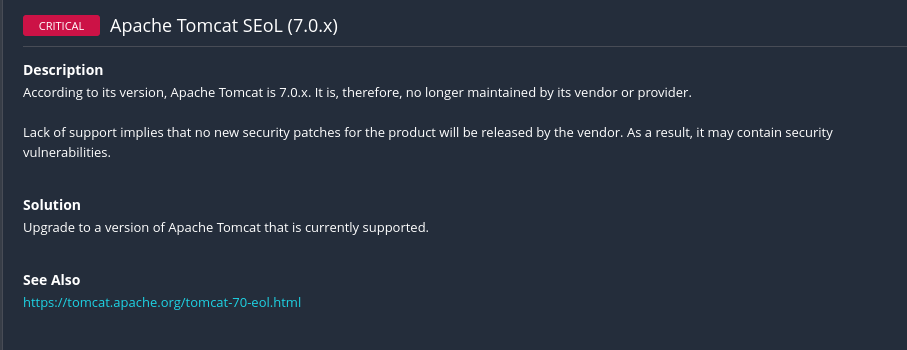 CRITICAL Apache Tomcat SEoL (7.0.x)
Description
According to its version, Apache Tomcat is 7.0.x. It is, therefore, no longer maintained by its vendor or provider.
Lack of support implies that no new security patches for the product will be released by the vendor. As a result, it may contain security
vulnerabilities.
Solution
Upgrade to a version of Apache Tomcat that is currently supported.
See Also
https://tomcat.apache.org/tomcat-70-eol.html